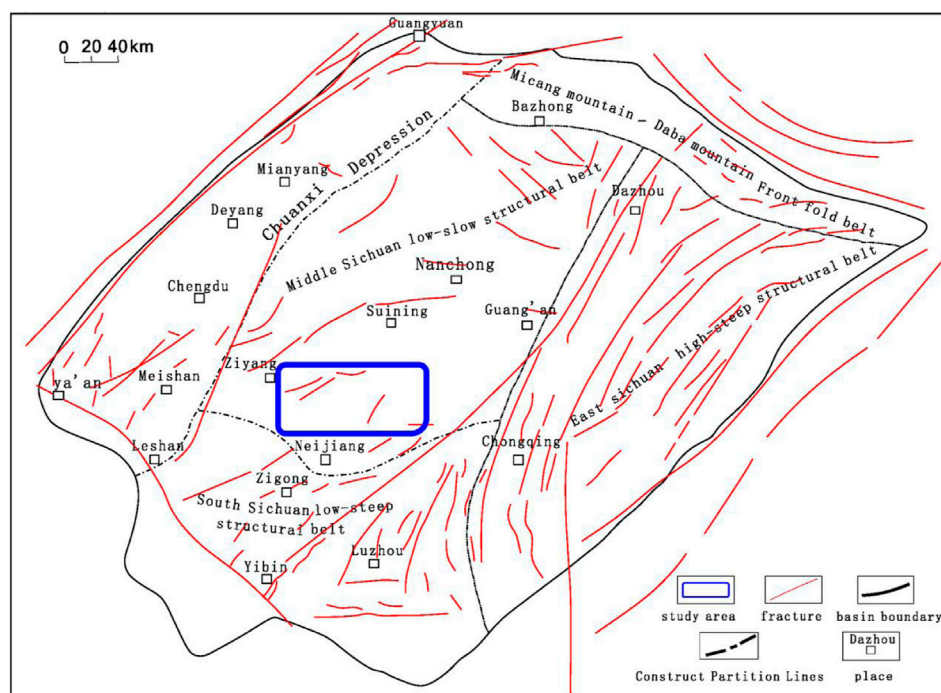 Guangyuan
0 20 40km
Micang mountain - Daba mountain Front fold belt
Bazhong
Chuanxi Depression
Mianyang
Dazhou
Deyang
Middle Sichuan low-slow structural belt
Nanchong
Chengdu
Suining
Guang'an
East sichuan high-steep structural belt
Ziyang
ya'an
Meishan
Leshan
Neijiang
Chongqing
Zigong
South Sichuan low-steep
structural belt
Yibin
Luzhou
study area
fracture
basin boundary
Dazhou
Construct Partition Lines
place